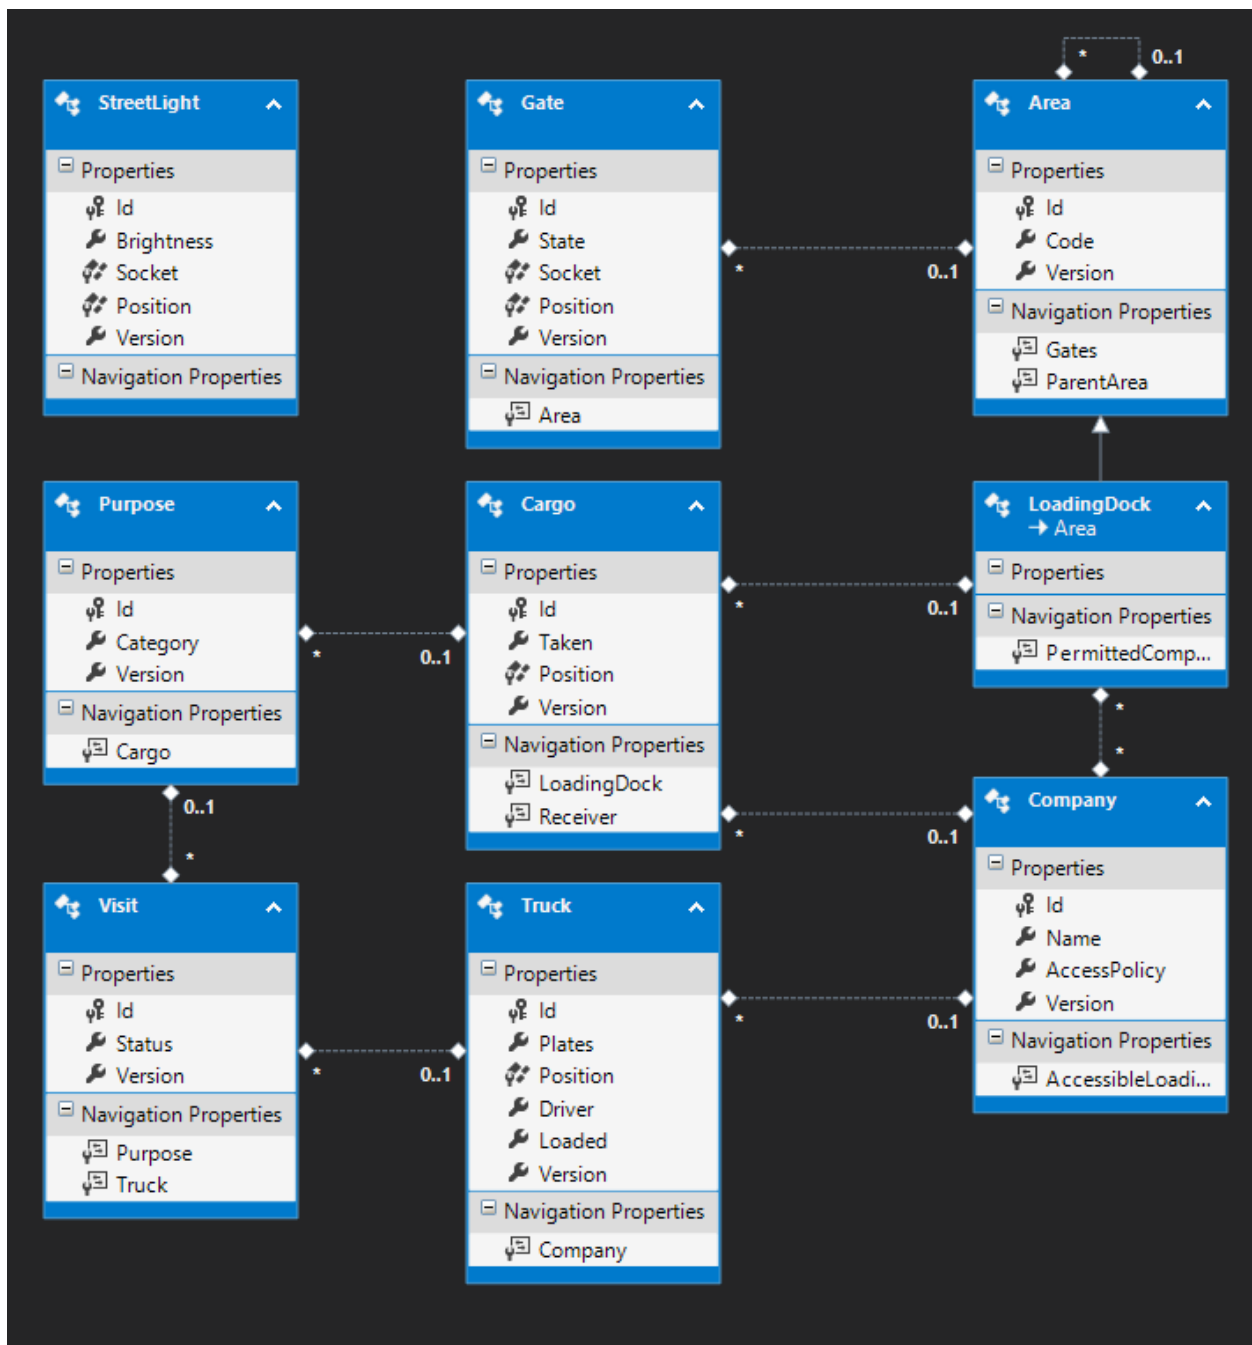 * 0..1
StreetLight
Properties
Id
Brightness
Socket
Position
Version
Navigation Properties
Gate
Properties
Id
State
Socket
Position
Version
Navigation Properties
Area
* 0..1
Area
Properties
Id
Code
Version
Navigation Properties
Gates
ParentArea
Purpose
Properties
Id
Category
Version
Navigation Properties
Cargo
* 0..1
Cargo
Properties
Id
Taken
Position
Version
Navigation Properties
LoadingDock
Receiver
* 0..1
* 0..1
LoadingDock
Area
Properties
Navigation Properties
PermittedComp...
*
*
0..1
*
Visit
Properties
Id
Status
Version
Navigation Properties
Purpose
Truck
* 0..1
Truck
Properties
Id
Plates
Position
Driver
Loaded
Version
Navigation Properties
Company
* 0..1
Company
Properties
Id
Name
AccessPolicy
Version
Navigation Properties
AccessibleLoadi...